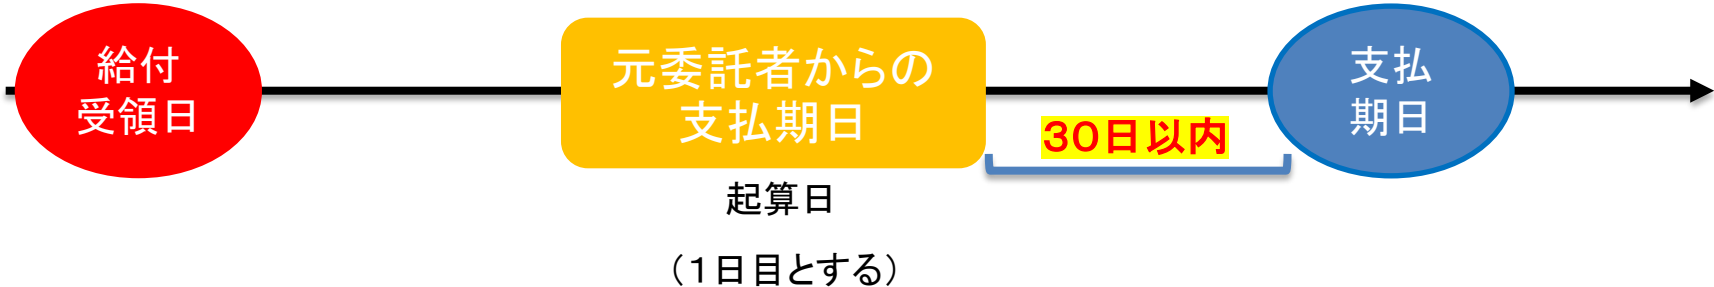 給付
受領日
元委託者からの
支払期日
30日以内
支払
期日
起算日
（1日目とする）